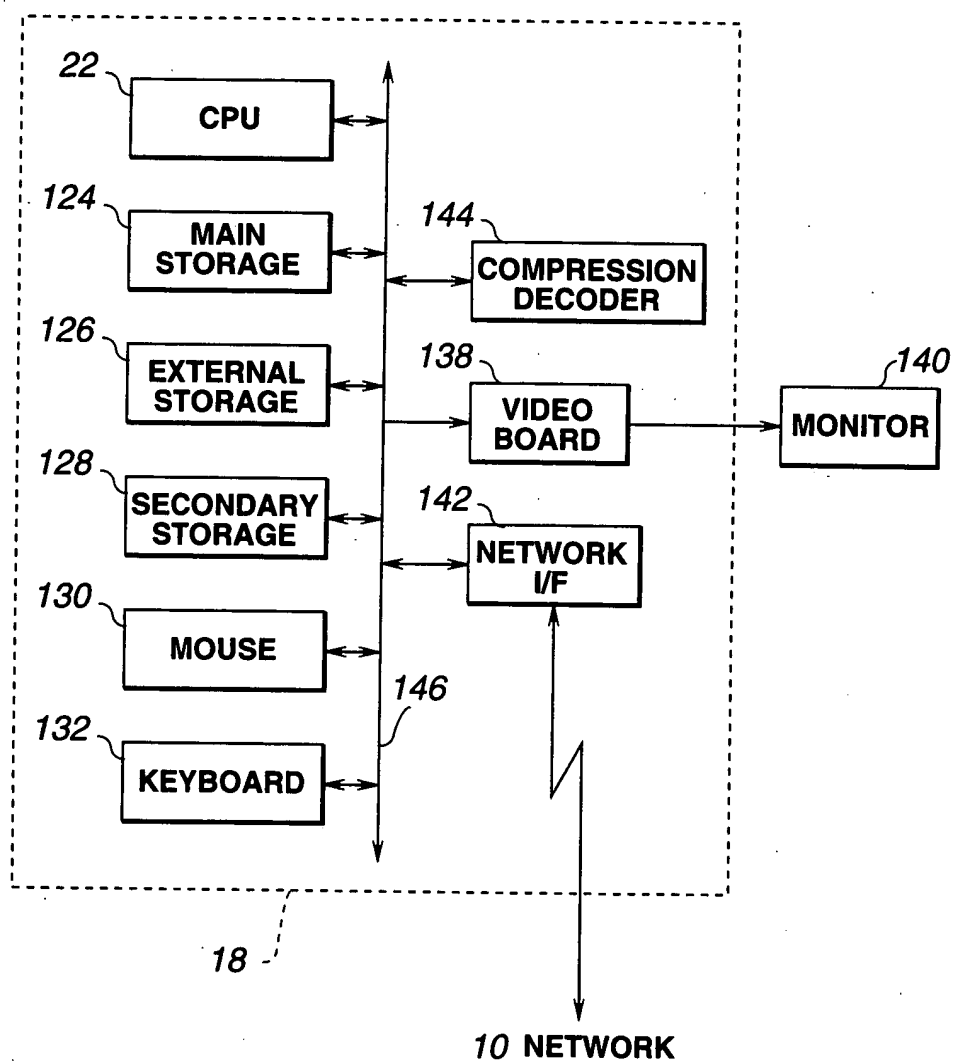 22
CPU
124
MAIN
STORAGE
126
EXTERNAL
STORAGE
128
SECONDARY
STORAGE
130
MOUSE
132
KEYBOARD
144
COMPRESSION
DECODER
138
VIDEO
BOARD
140
MONITOR
142
NETWORK
I/F
146
18
10 NETWORK